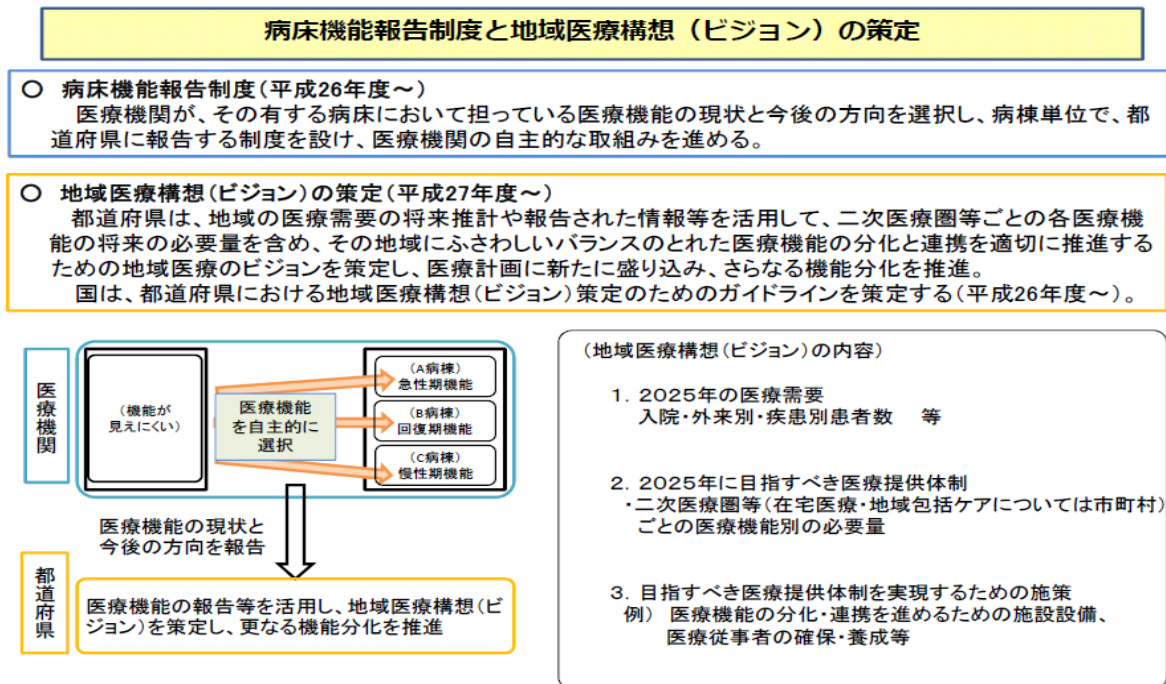 病床機能報告制度と地域医療構想（ビジョン）の策定
○ 病床機能報告制度（平成26年度～）
医療機関が、その有する病床において担っている医療機能の現状と今後の方向を選択し、病棟単位で、都
道府県に報告する制度を設け、医療機関の自主的な取組みを進める。
○ 地域医療構想（ビジョン）の策定（平成27年度～）
都道府県は、地域の医療需要の将来推計や報告された情報等を活用して、二次医療圏等ごとの各医療機
能の将来の必要量を含め、その地域にふさわしいバランスのとれた医療機能の分化と連携を適切に推進する
ための地域医療のビジョンを策定し、医療計画に新たに盛り込み、さらなる機能分化を推進。
国は、都道府県における地域医療構想（ビジョン）策定のためのガイドラインを策定する（平成26年度～）。
医療機関
（機能が
見えにくい）
医療機能
を自主的に
選択
（A病棟）
急性期機能
（B病棟）
回復期機能
（C病棟）
慢性期機能
医療機能の現状と
今後の方向を報告
都道府県
医療機能の報告等を活用し、地域医療構想（ビ
ジョン）を策定し、更なる機能分化を推進
（地域医療構想（ビジョン）の内容）
1．2025年の医療需要
入院・外来別・疾患別患者数　等
2．2025年に目指すべき医療提供体制
・二次医療圏等（在宅医療・地域包括ケアについては市町村）
ごとの医療機能別の必要量
3．目指すべき医療提供体制を実現するための施策
例） 医療機能の分化・連携を進めるための施設設備、
医療従事者の確保・養成等